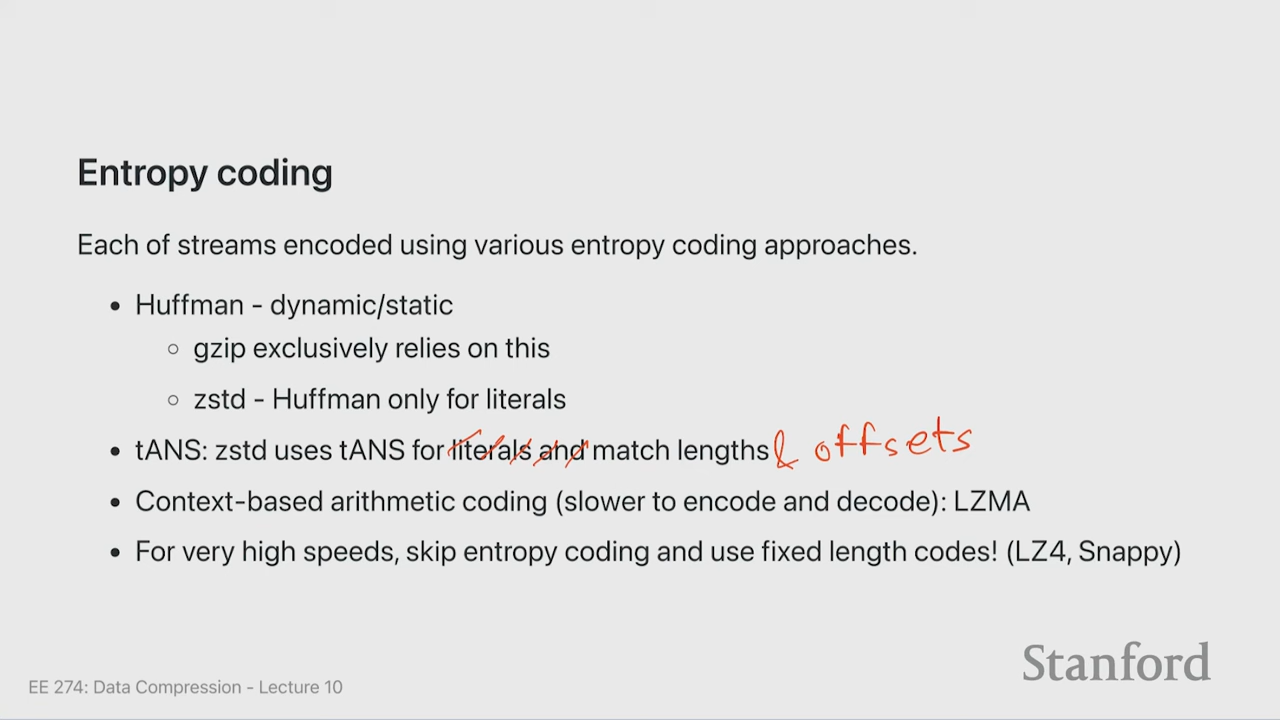 Entropy coding
Each of streams encoded using various entropy coding approaches.
• Huffman - dynamic/static
◦ gzip exclusively relies on this
◦ zstd - Huffman only for literals
• tANS: zstd uses tANS for literals and match lengths & offsets
• Context-based arithmetic coding (slower to encode and decode): LZMA
• For very high speeds, skip entropy coding and use fixed length codes! (LZ4, Snappy)
Stanford
EE 274: Data Compression - Lecture 10